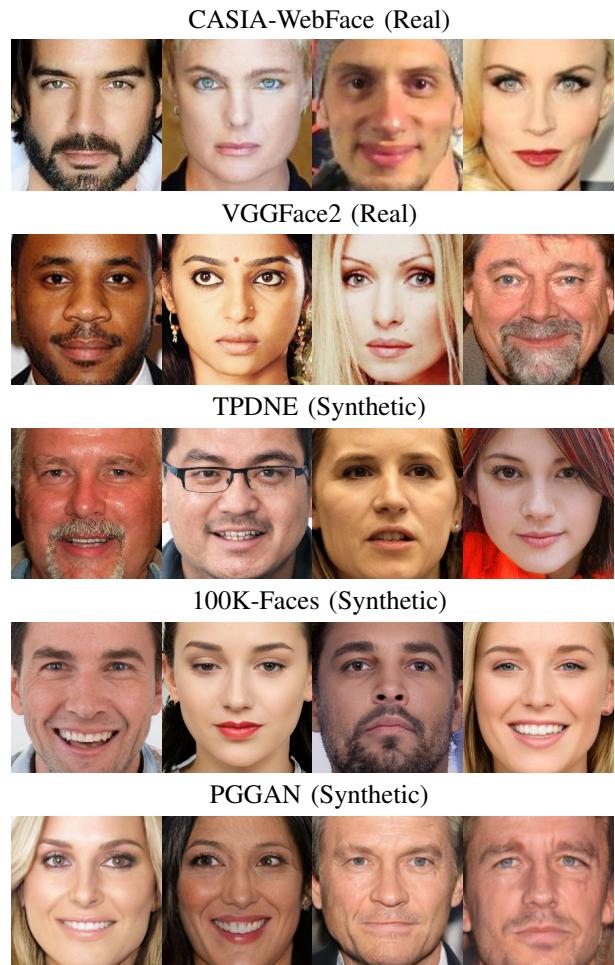 CASIA-WebFace (Real)
VGGFace2 (Real)
TPDNE (Synthetic)
100K-Faces (Synthetic)
PGGAN (Synthetic)